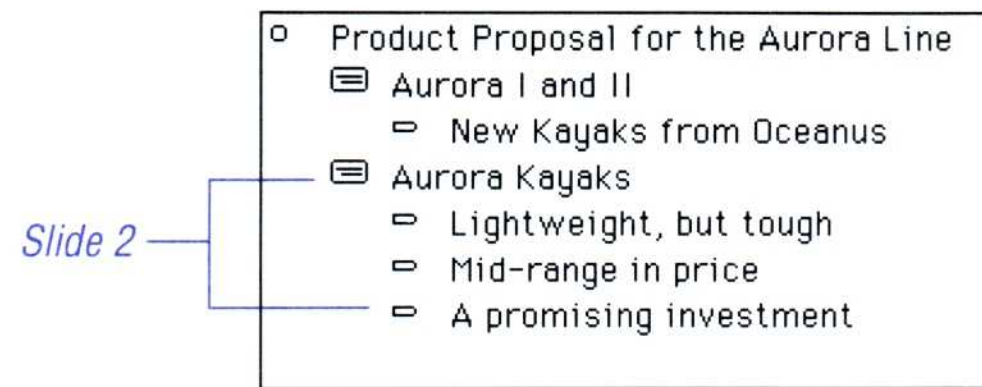 Product Proposal for the Aurora Line
Aurora I and II
New Kayaks from Oceanus
Aurora Kayaks
Slide 2
Lightweight, but tough
Mid-range in price
A promising investment